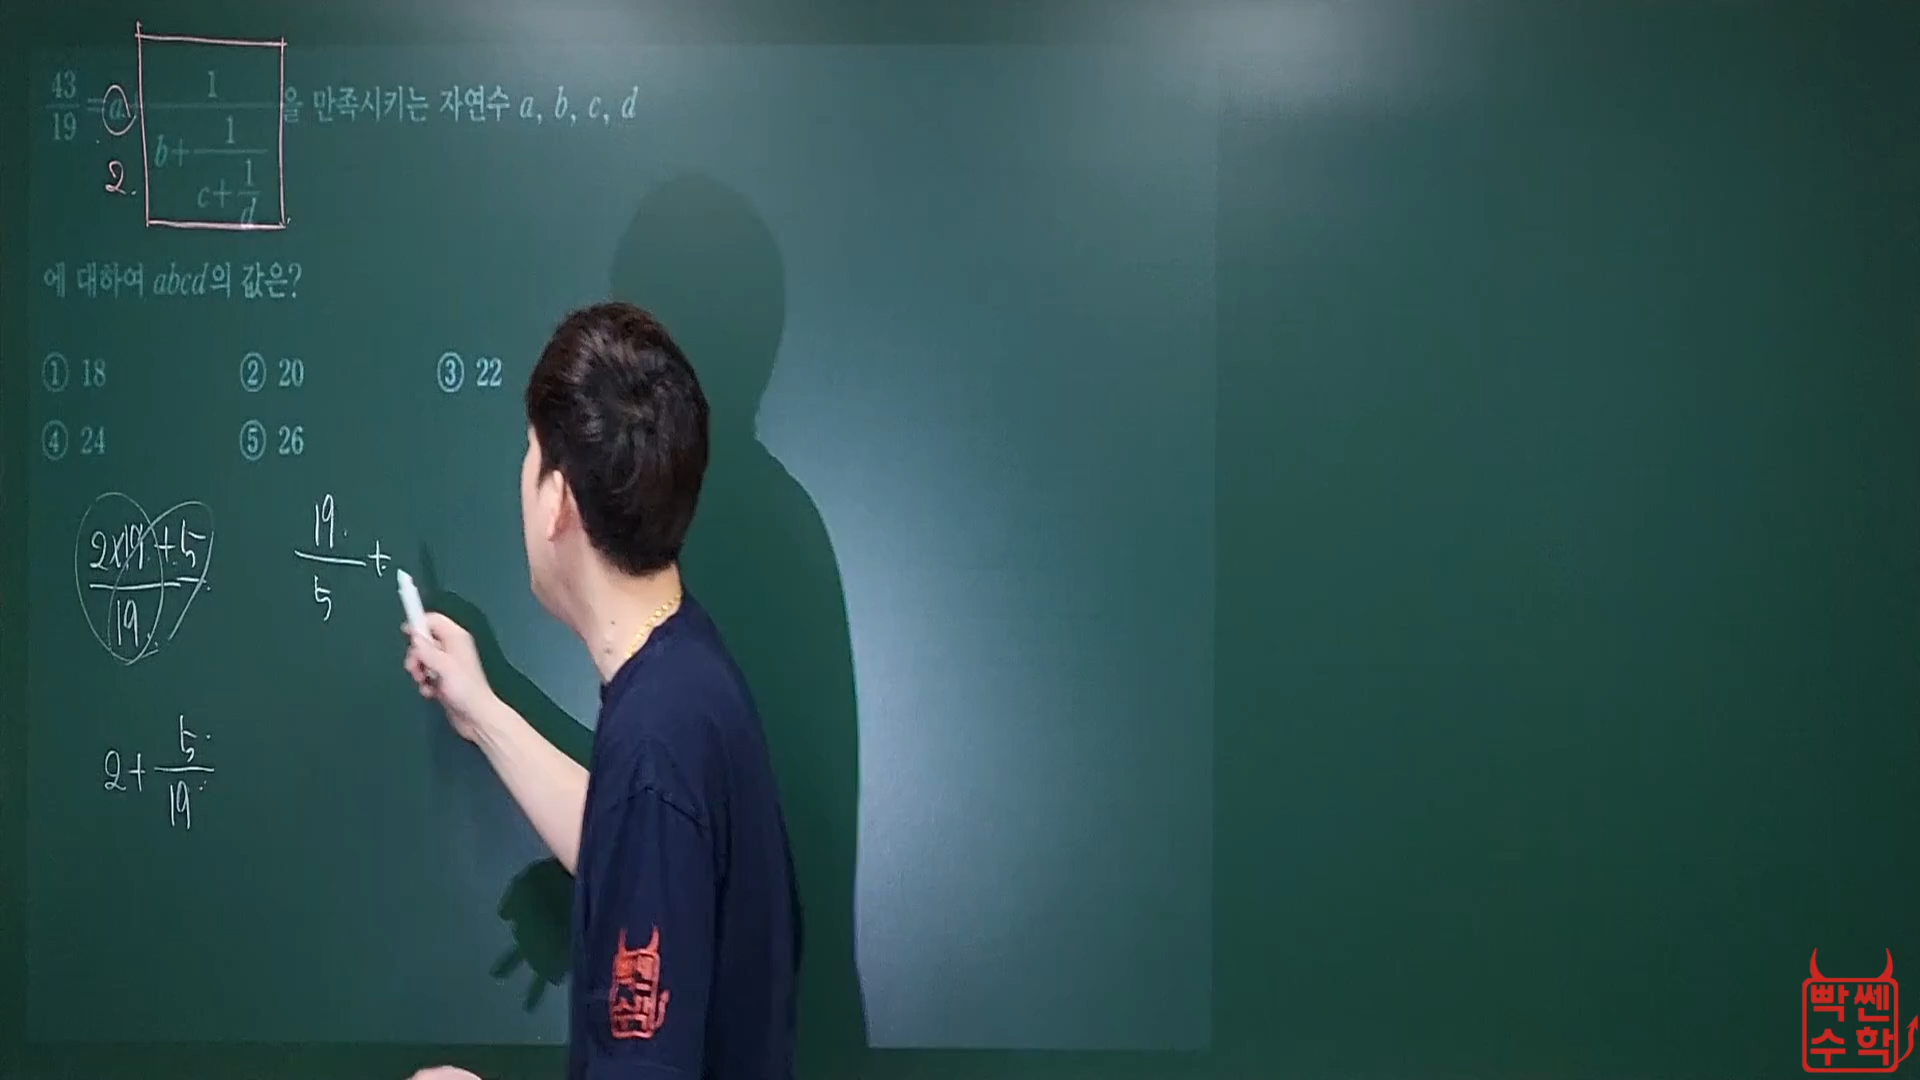 43/19 = a + 1/(b + 1/(c + 1/d)) 을 만족시키는 자연수 a, b, c, d
2.
에 대하여 abcd의 값은?
① 18 ② 20 ③ 22
④ 24 ⑤ 26
(2×19+5)/19
19/5 +
2 + 5/19
빡쎈
수학